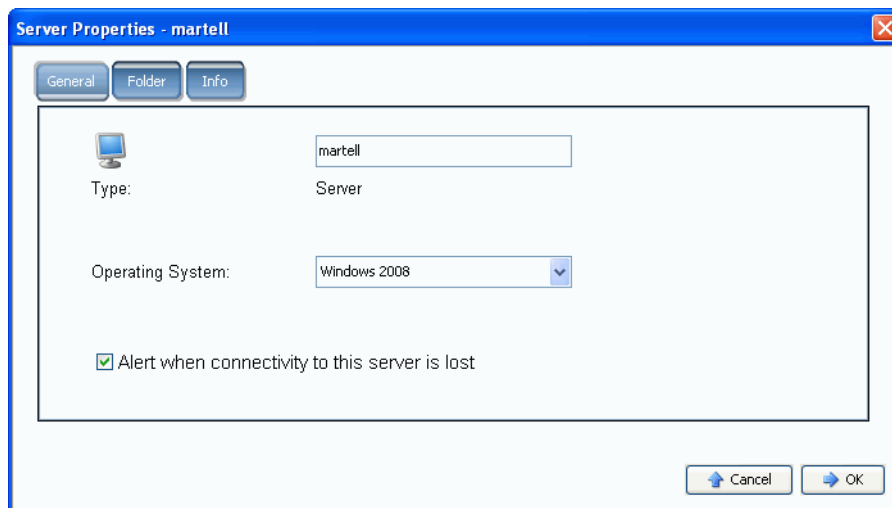 Server Properties - martell
General Folder Info
martell
Type: Server
Operating System: Windows 2008
Alert when connectivity to this server is lost
Cancel OK